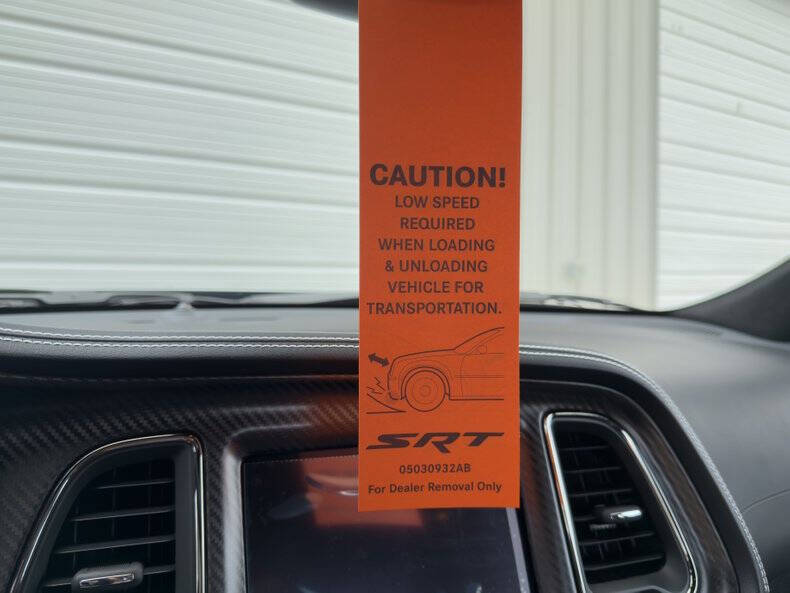 CAUTION!
LOW SPEED
REQUIRED
WHEN LOADING
& UNLOADING
VEHICLE FOR
TRANSPORTATION.
SRT
05030932AB
For Dealer Removal Only